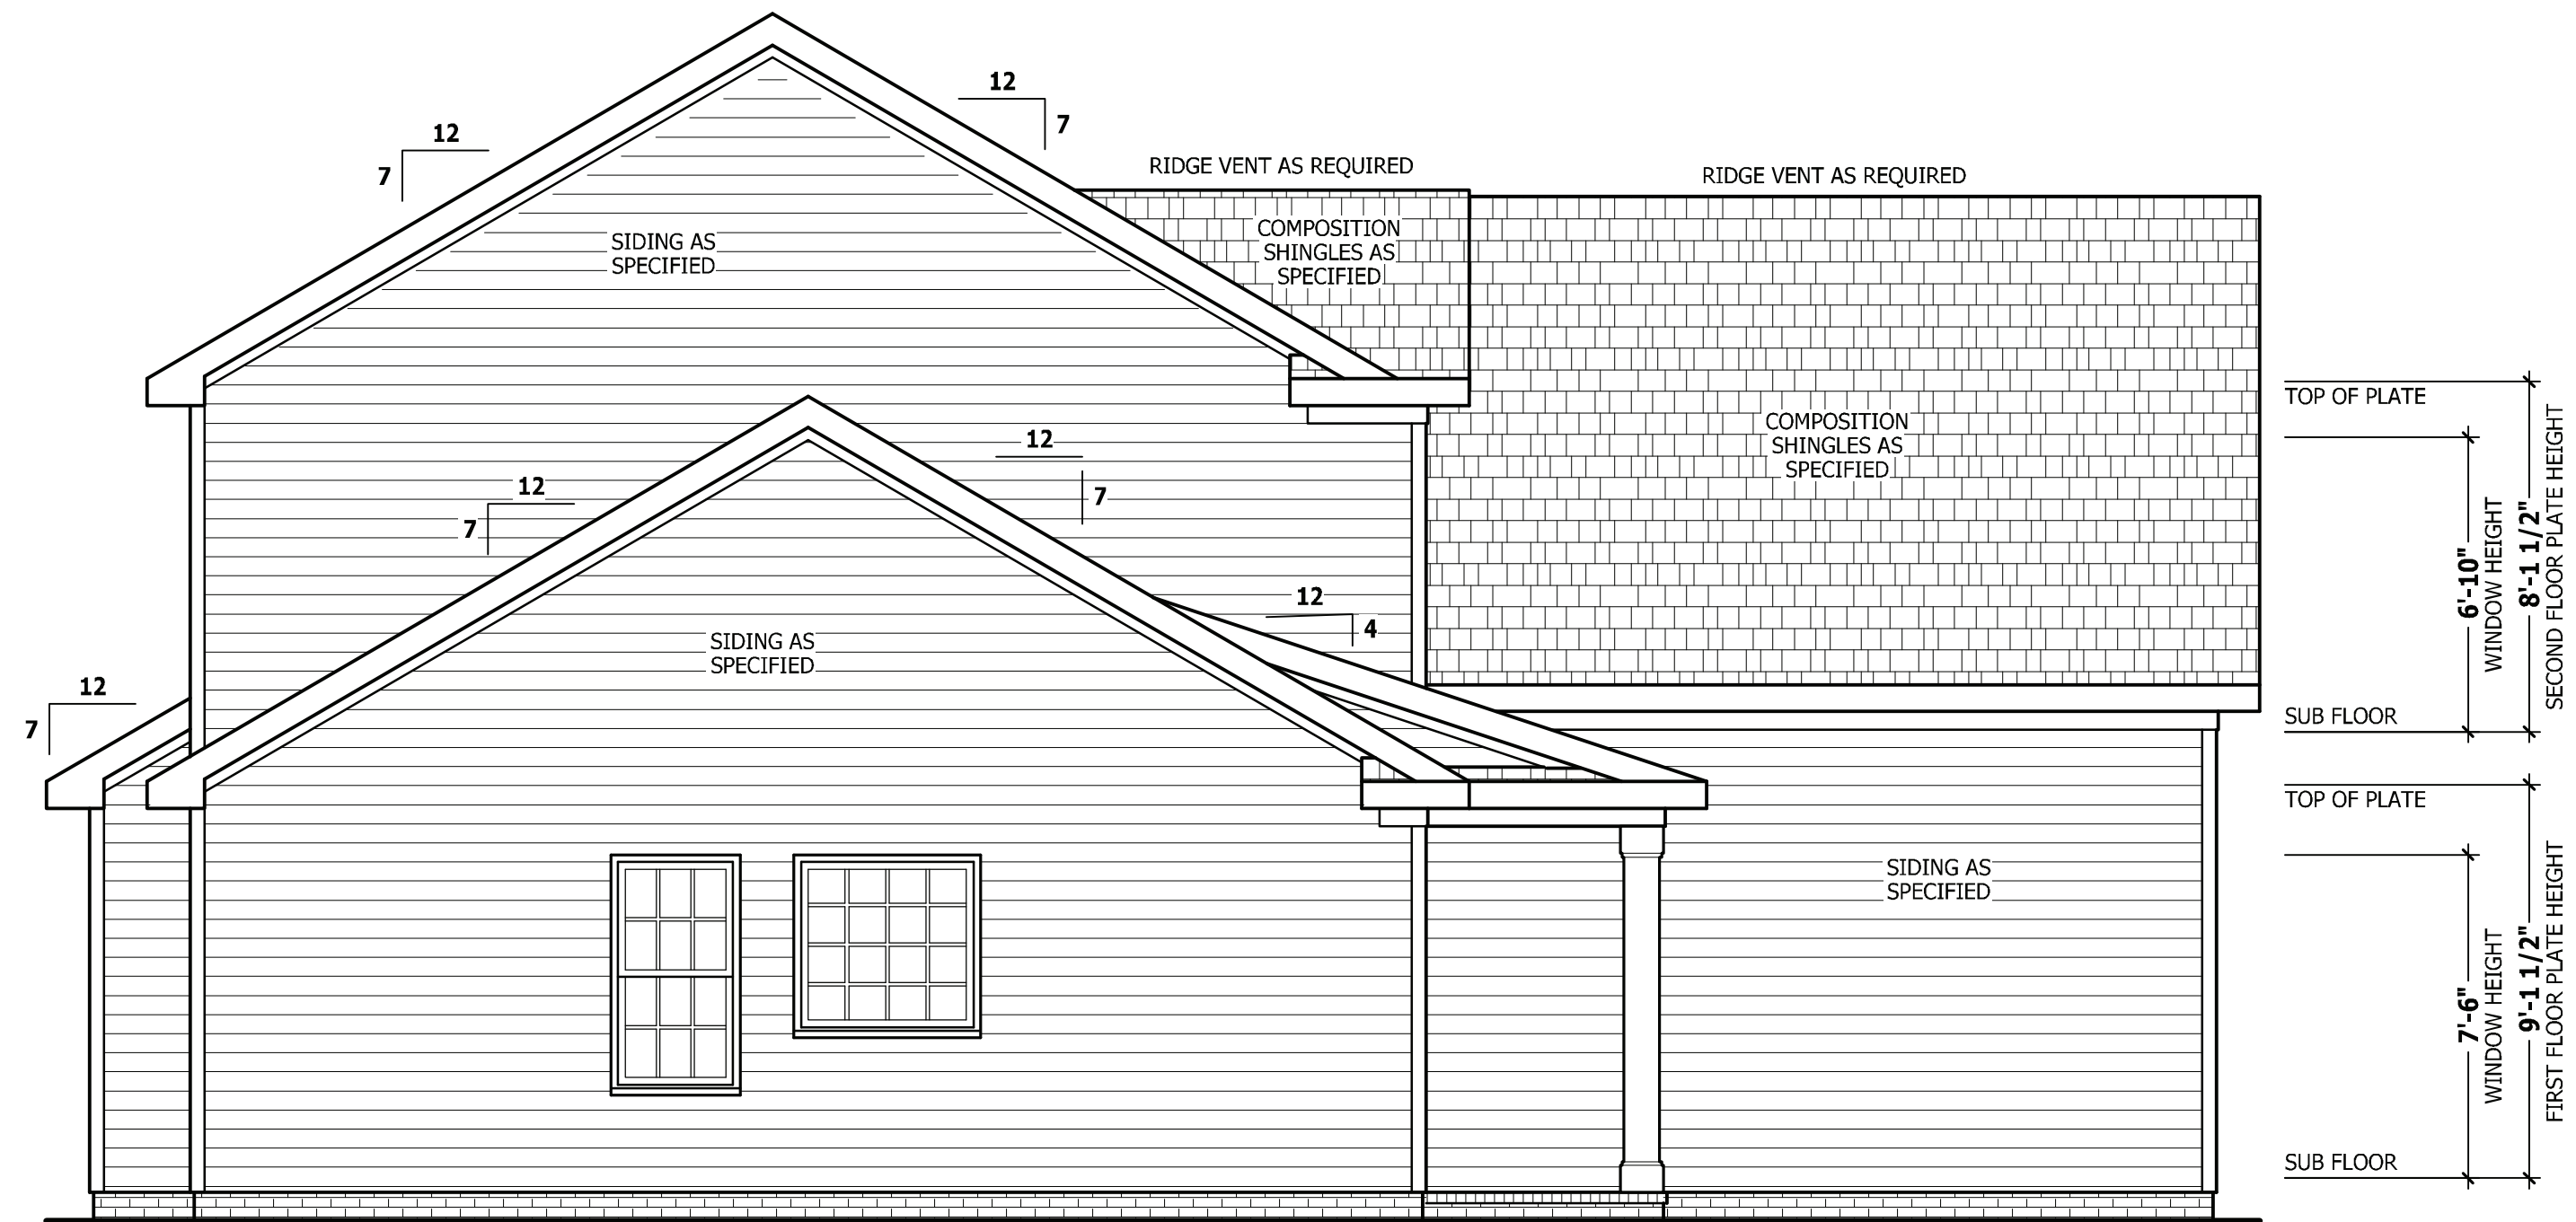 12
7
12
7
RIDGE VENT AS REQUIRED
RIDGE VENT AS REQUIRED
COMPOSITION
SHINGLES AS
SPECIFIED
SIDING AS
SPECIFIED
TOP OF PLATE
COMPOSITION
SHINGLES AS
SPECIFIED
12
7
12
7
6'-10"
WINDOW HEIGHT
8'-1 1/2"
SECOND FLOOR PLATE HEIGHT
12
4
SIDING AS
SPECIFIED
12
7
SUB FLOOR
TOP OF PLATE
SIDING AS
SPECIFIED
7'-6"
WINDOW HEIGHT
9'-1 1/2"
FIRST FLOOR PLATE HEIGHT
SUB FLOOR